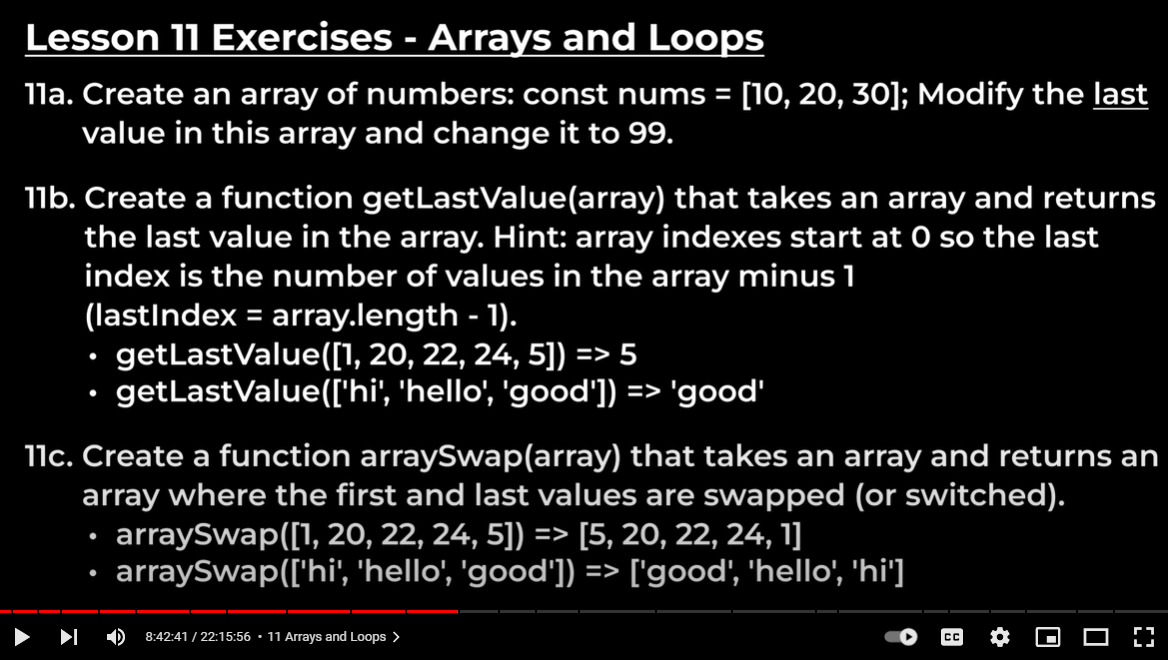 Lesson 11 Exercises - Arrays and Loops
11a. Create an array of numbers: const nums = [10, 20, 30]; Modify the last
value in this array and change it to 99.
11b. Create a function getLastValue(array) that takes an array and returns
the last value in the array. Hint: array indexes start at 0 so the last
index is the number of values in the array minus 1
(lastIndex = array.length - 1).
• getLastValue([1, 20, 22, 24, 5]) => 5
• getLastValue(['hi', 'hello', 'good']) => 'good'
11c. Create a function arraySwap(array) that takes an array and returns an
array where the first and last values are swapped (or switched).
• arraySwap([1, 20, 22, 24, 5]) => [5, 20, 22, 24, 1]
• arraySwap(['hi', 'hello', 'good']) => ['good', 'hello', 'hi']
8:42:41 / 22:15:56 • 11 Arrays and Loops
CC